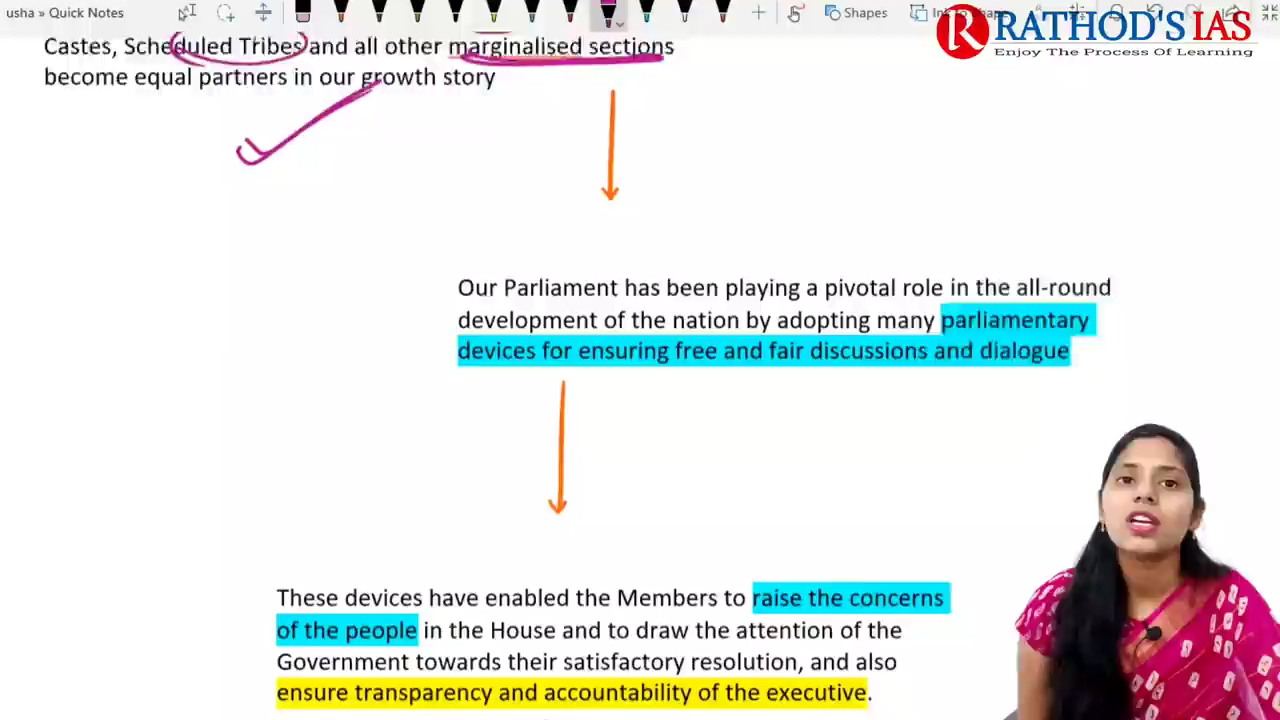 usha » Quick Notes
Shapes
RATHOD'S IAS
Enjoy The Process Of Learning
Castes, Scheduled Tribes and all other marginalised sections
become equal partners in our growth story
Our Parliament has been playing a pivotal role in the all-round
development of the nation by adopting many parliamentary
devices for ensuring free and fair discussions and dialogue
These devices have enabled the Members to raise the concerns
of the people in the House and to draw the attention of the
Government towards their satisfactory resolution, and also
ensure transparency and accountability of the executive.